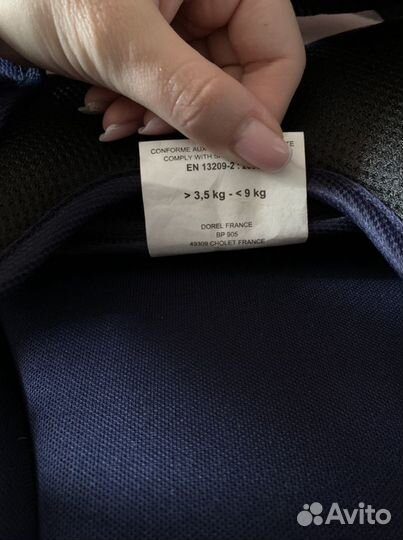 CONFORME AUX
COMPLY WITH
EN 13209-2 :
> 3,5 kg - < 9 kg
DOREL FRANCE
BP 905
49309 CHOLET FRANCE
Avito